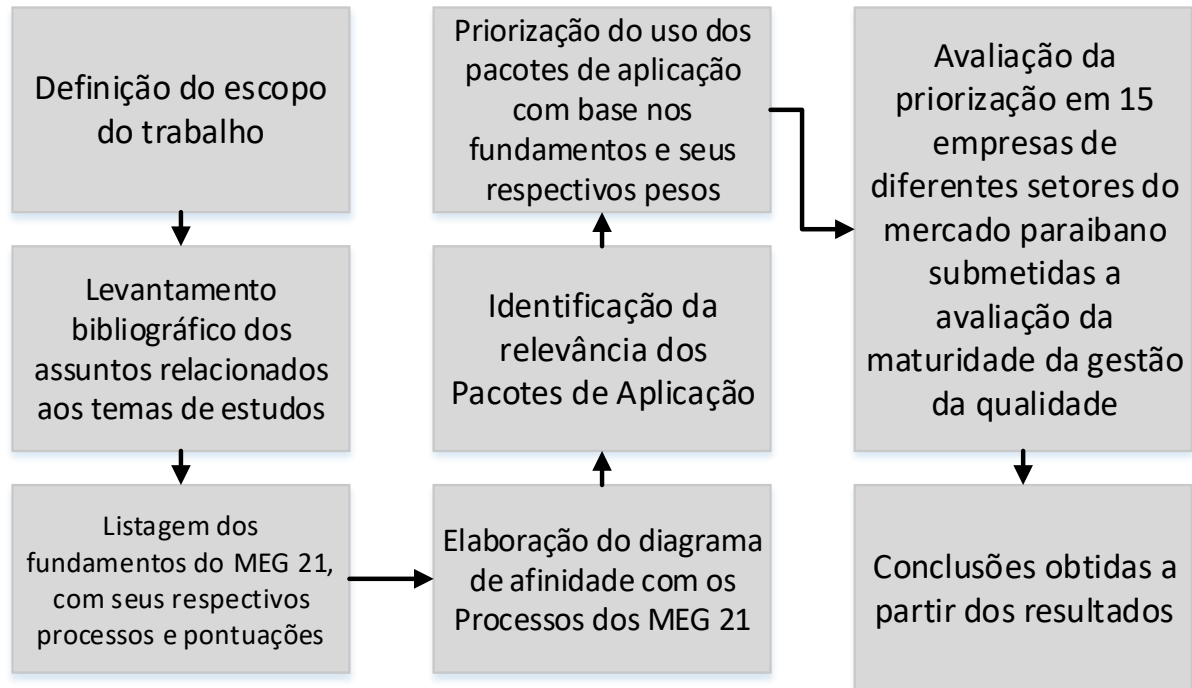 Definição do escopo
do trabalho
Levantamento
bibliográfico dos
assuntos relacionados
aos temas de estudos
Listagem dos
fundamentos do MEG 21,
com seus respectivos
processos e pontuações
Elaboração do diagrama
de afinidade com os
Processos dos MEG 21
Identificação da
relevância dos
Pacotes de Aplicação
Priorização do uso dos
pacotes de aplicação
com base nos
fundamentos e seus
respectivos pesos
Avaliação da
priorização em 15
empresas de
diferentes setores do
mercado paraibano
submetidas a
avaliação da
maturidade da gestão
da qualidade
Conclusões obtidas a
partir dos resultados